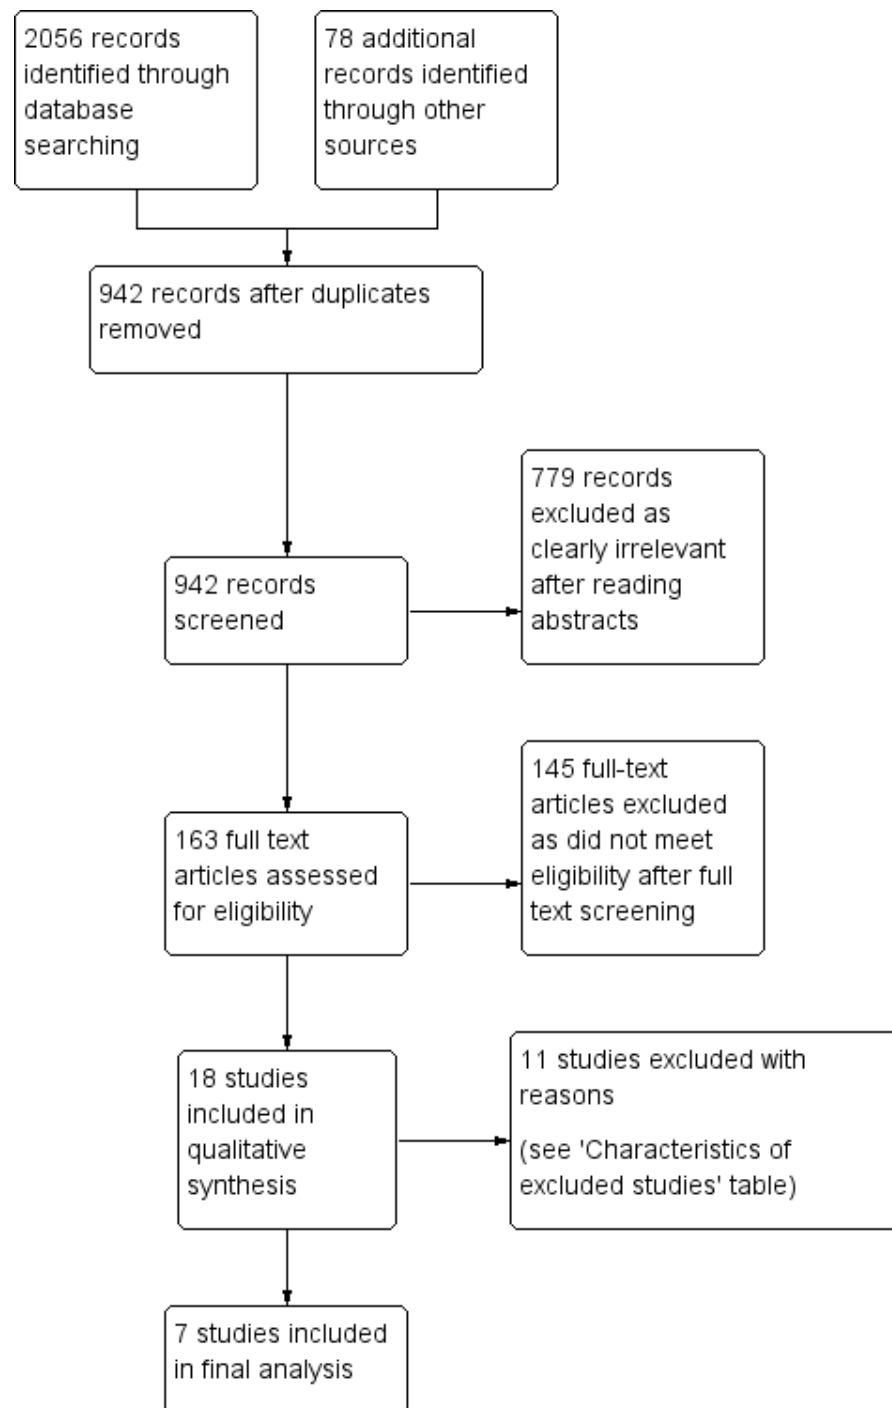 2056 records
identified through
database
searching
78 additional
records identified
through other
sources
942 records after duplicates
removed
779 records
excluded as
clearly irrelevant
after reading
abstracts
942 records
screened
145 full-text
articles excluded
as did not meet
eligibility after full
text screening
163 full text
articles assessed
for eligibility
18 studies
included in
qualitative
synthesis
11 studies excluded with
reasons
(see 'Characteristics of
excluded studies' table)
7 studies included
in final analysis